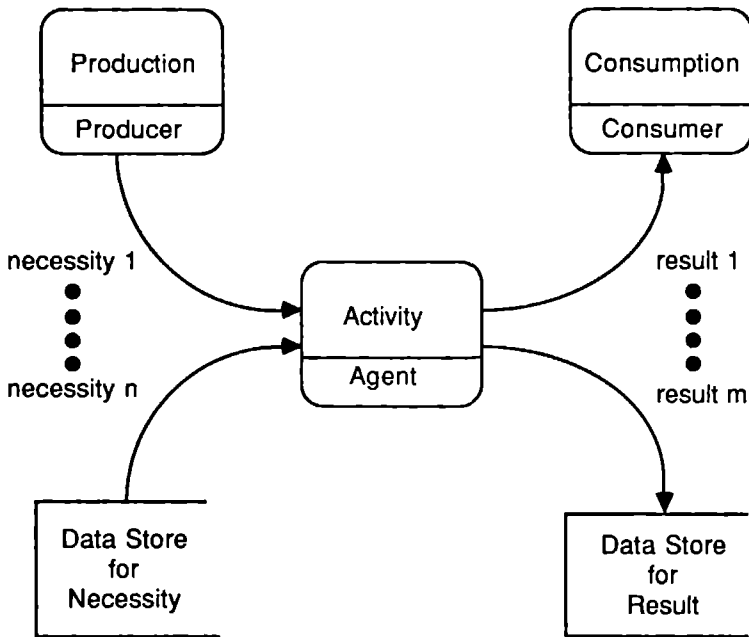 Production
Producer
Consumption
Consumer
necessity 1
necessity n
Activity
Agent
result 1
result m
Data Store
for
Necessity
Data Store
for
Result